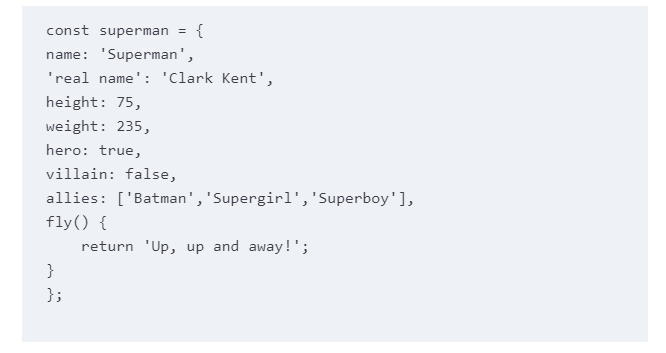 const superman = {
name: 'Superman',
'real name': 'Clark Kent',
height: 75,
weight: 235,
hero: true,
villain: false,
allies: ['Batman','Supergirl','Superboy'],
fly() {
    return 'Up, up and away!';
}
};